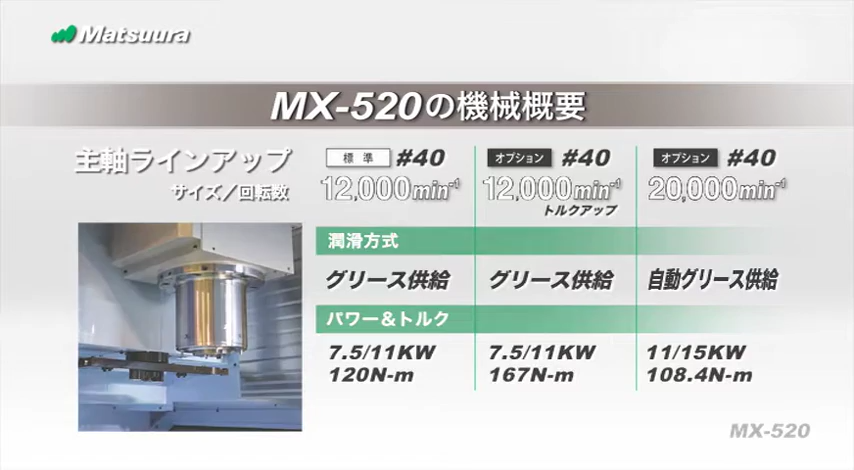 Matsuura
MX-520の機械概要
主軸ラインアップ
サイズ／回転数
標準 #40
12,000min⁻¹
オプション #40
12,000min⁻¹
トルクアップ
オプション #40
20,000min⁻¹
潤滑方式
グリース供給 グリース供給 自動グリース供給
パワー＆トルク
7.5/11KW 7.5/11KW 11/15KW
120N-m 167N-m 108.4N-m
MX-520